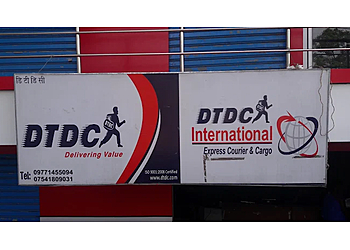 डि टी डि सी
DTDC
Delivering Value
Tel: 09771455094
07541809031
ISO 9001:2008 Certified
www.dtdc.com
DTDC
International
Express Courier & Cargo